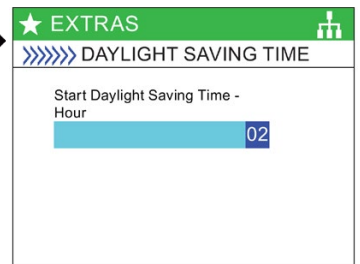 EXTRAS
DAYLIGHT SAVING TIME
Start Daylight Saving Time -
Hour
02